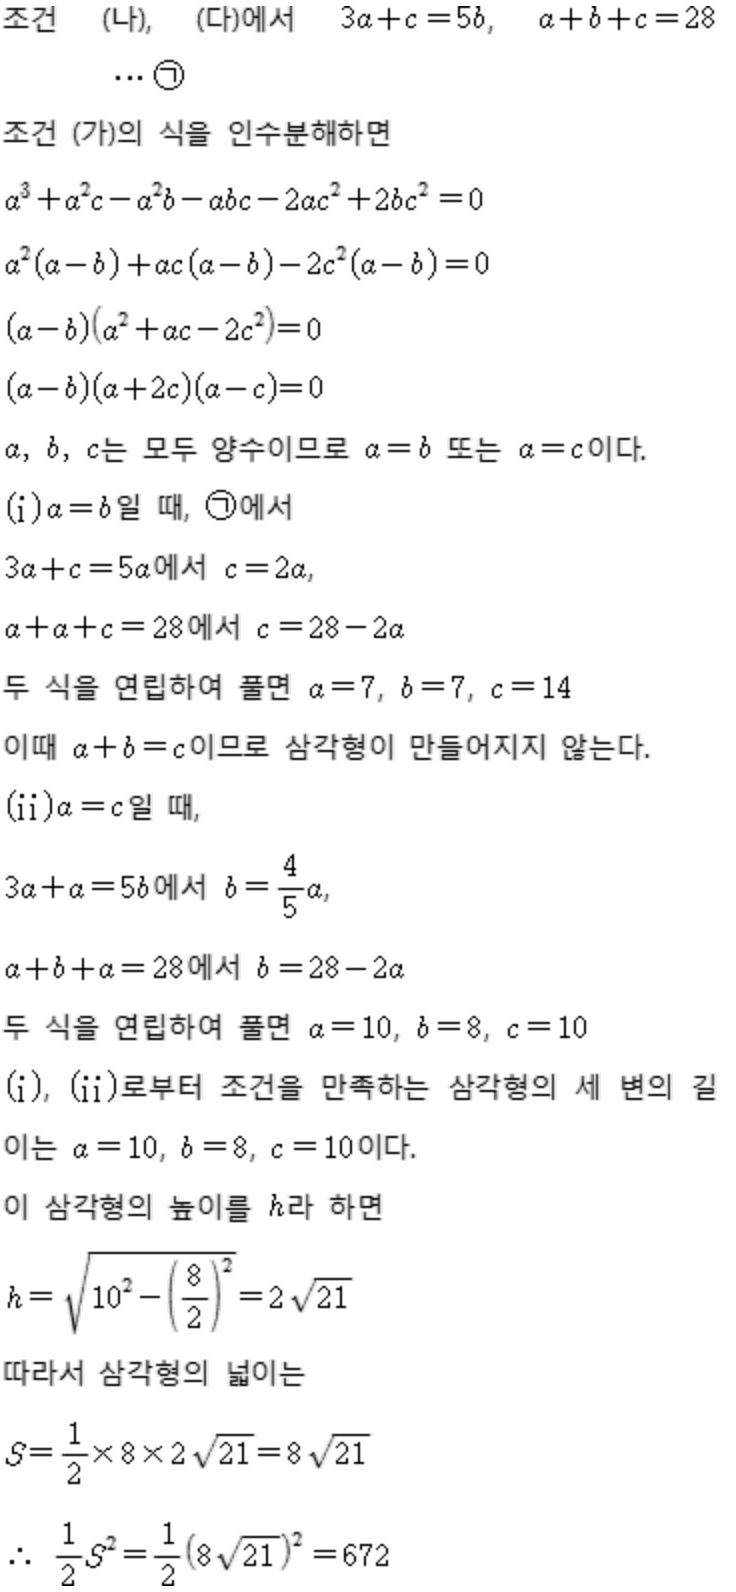 조건 (나), (다)에서 3a+c=5b, a+b+c=28
⋯ ㉠
조건 (가)의 식을 인수분해하면
a³+a²c−a²b−abc−2ac²+2bc²=0
a²(a−b)+ac(a−b)−2c²(a−b)=0
(a−b)(a²+ac−2c²)=0
(a−b)(a+2c)(a−c)=0
a, b, c는 모두 양수이므로 a=b 또는 a=c이다.
(i)a=b일 때, ㉠에서
3a+c=5a에서 c=2a,
a+a+c=28에서 c=28−2a
두 식을 연립하여 풀면 a=7, b=7, c=14
이때 a+b=c이므로 삼각형이 만들어지지 않는다.
(ii)a=c일 때,
3a+a=5b에서 b=4/5a,
a+b+a=28에서 b=28−2a
두 식을 연립하여 풀면 a=10, b=8, c=10
(i), (ii)로부터 조건을 만족하는 삼각형의 세 변의 길
이는 a=10, b=8, c=10이다.
이 삼각형의 높이를 h라 하면
h=√(10²−(8/2)²)=2√21
따라서 삼각형의 넓이는
S=1/2×8×2√21=8√21
∴ 1/2S²=1/2(8√21)²=672